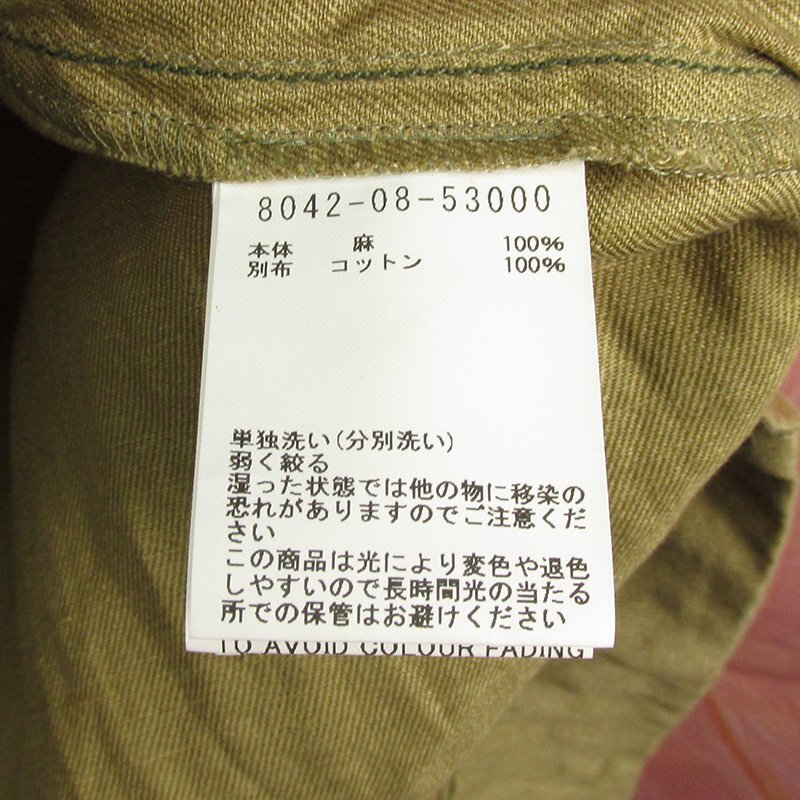 8042-08-53000
本体 麻 100%
別布 コットン 100%
単独洗い(分別洗い)
弱く絞る
湿った状態では他の物に移染の
恐れがありますのでご注意くだ
さい
この商品は光により変色や退色
しやすいので長時間光の当たる
所での保管はお避けください
TO AVOID COLOUR FADING